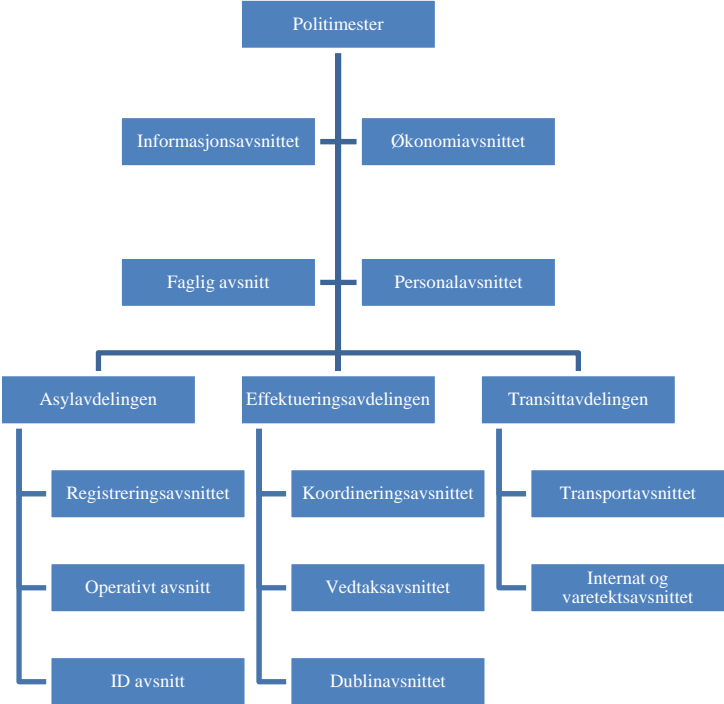 Politimester
Informasjonsavsnittet
Økonomiavsnittet
Faglig avsnitt
Personalavsnittet
Asylavdelingen
Effektueringsavdelingen
Transittavdelingen
Registreringsavsnittet
Koordineringsavsnittet
Transportavsnittet
Operativt avsnitt
Vedtaksavsnittet
Internat og
varetektsavsnittet
ID avsnitt
Dublinavsnittet